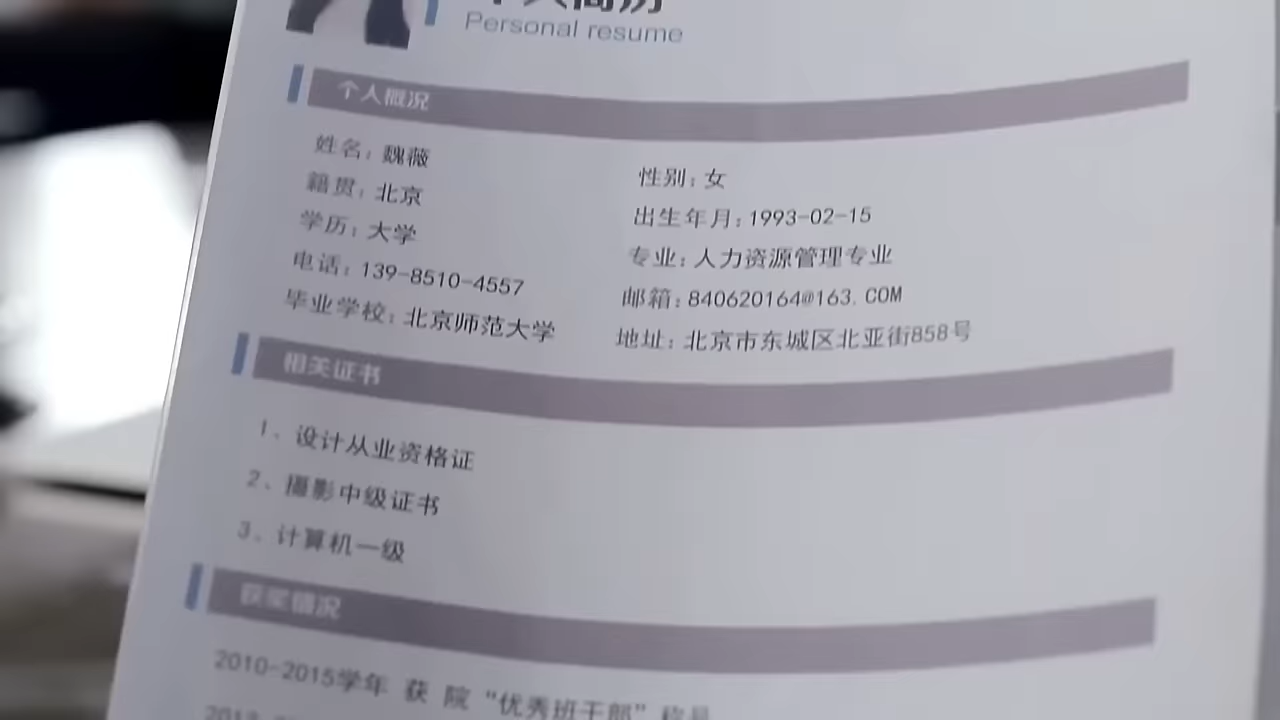 个人简历
Personal resume
个人概况
姓名：魏薇
性别：女
籍贯：北京
出生年月：1993-02-15
学历：大学
专业：人力资源管理专业
电话：139-8510-4557
邮箱：840620164@163.COM
毕业学校：北京师范大学
地址：北京市东城区北亚街858号
相关证书
1、设计从业资格证
2、摄影中级证书
3、计算机一级
获奖情况
2010-2015学年 获 院 “优秀班干部” 称号